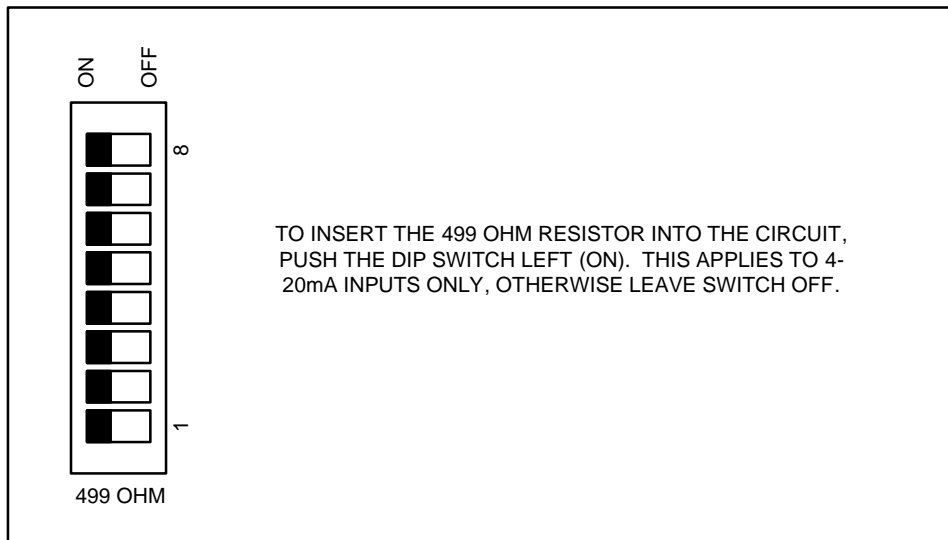 ON
OFF
8
1
499 OHM
TO INSERT THE 499 OHM RESISTOR INTO THE CIRCUIT,
PUSH THE DIP SWITCH LEFT (ON).  THIS APPLIES TO 4-
20mA INPUTS ONLY, OTHERWISE LEAVE SWITCH OFF.